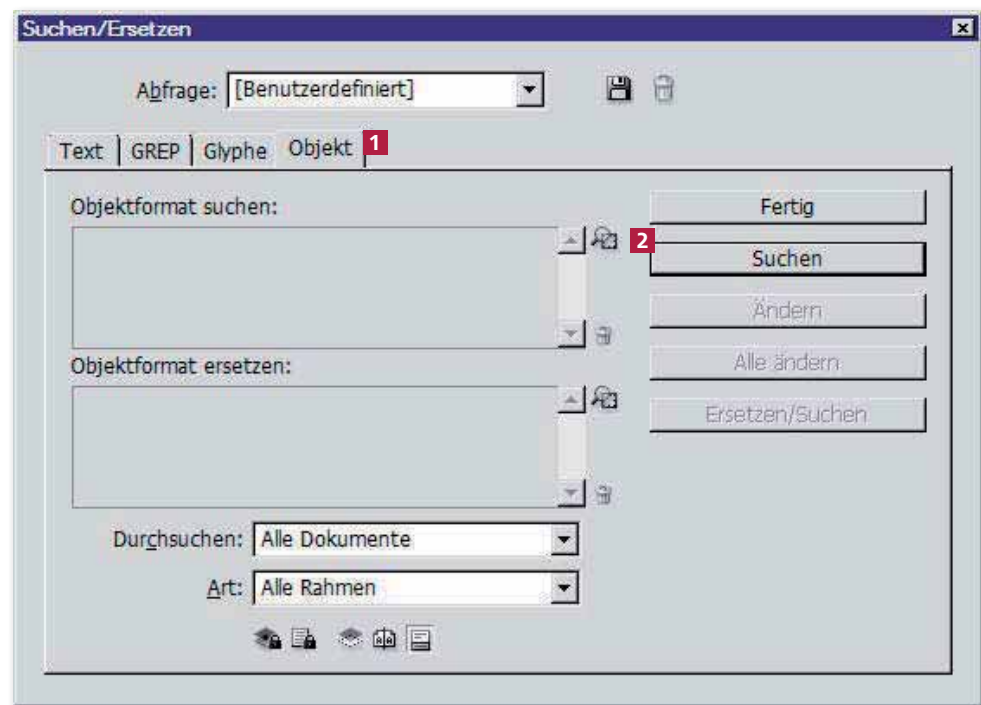 Suchen/Ersetzen
Abfrage: [Benutzerdefiniert]
Text GREP Glyphe Objekt 1
Objektformat suchen:
Fertig
2 Suchen
Ändern
Objektformat ersetzen:
Alle ändern
Ersetzen/Suchen
Durchsuchen: Alle Dokumente
Art: Alle Rahmen